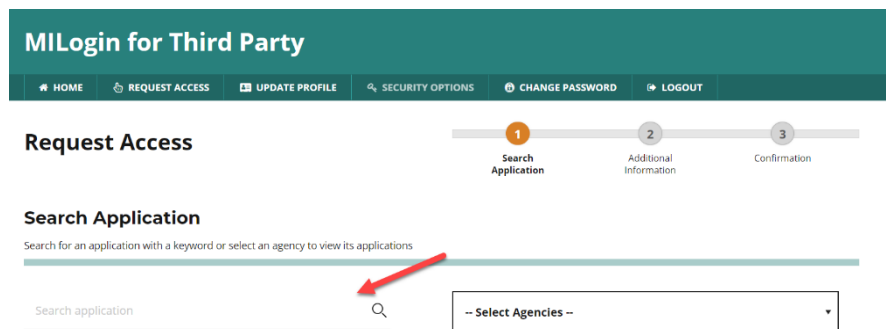 MILogin for Third Party
HOME REQUEST ACCESS UPDATE PROFILE SECURITY OPTIONS CHANGE PASSWORD LOGOUT
Request Access
1 2 3
Search Application
Additional Information
Confirmation
Search Application
Search for an application with a keyword or select an agency to view its applications
Search application
-- Select Agencies --